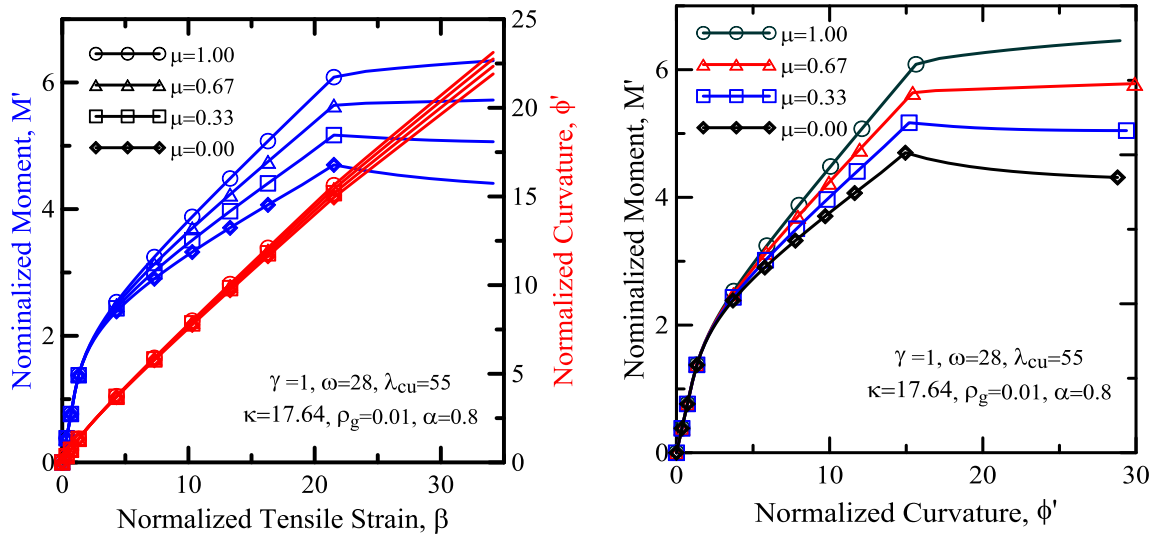 25
μ=1.00
μ=0.67
μ=0.33
μ=0.00
6
4
2
0
Nominalized Moment, M'
20
15
10
5
0
Normalized Curvature, ϕ'
γ =1, ω=28, λcu=55
κ=17.64, ρg=0.01, α=0.8
0 10 20 30
Normalized Tensile Strain, β
μ=1.00
μ=0.67
μ=0.33
μ=0.00
6
4
2
0
Nominalized Moment, M'
γ =1, ω=28, λcu=55
κ=17.64, ρg=0.01, α=0.8
0 10 20 30
Normalized Curvature, ϕ'